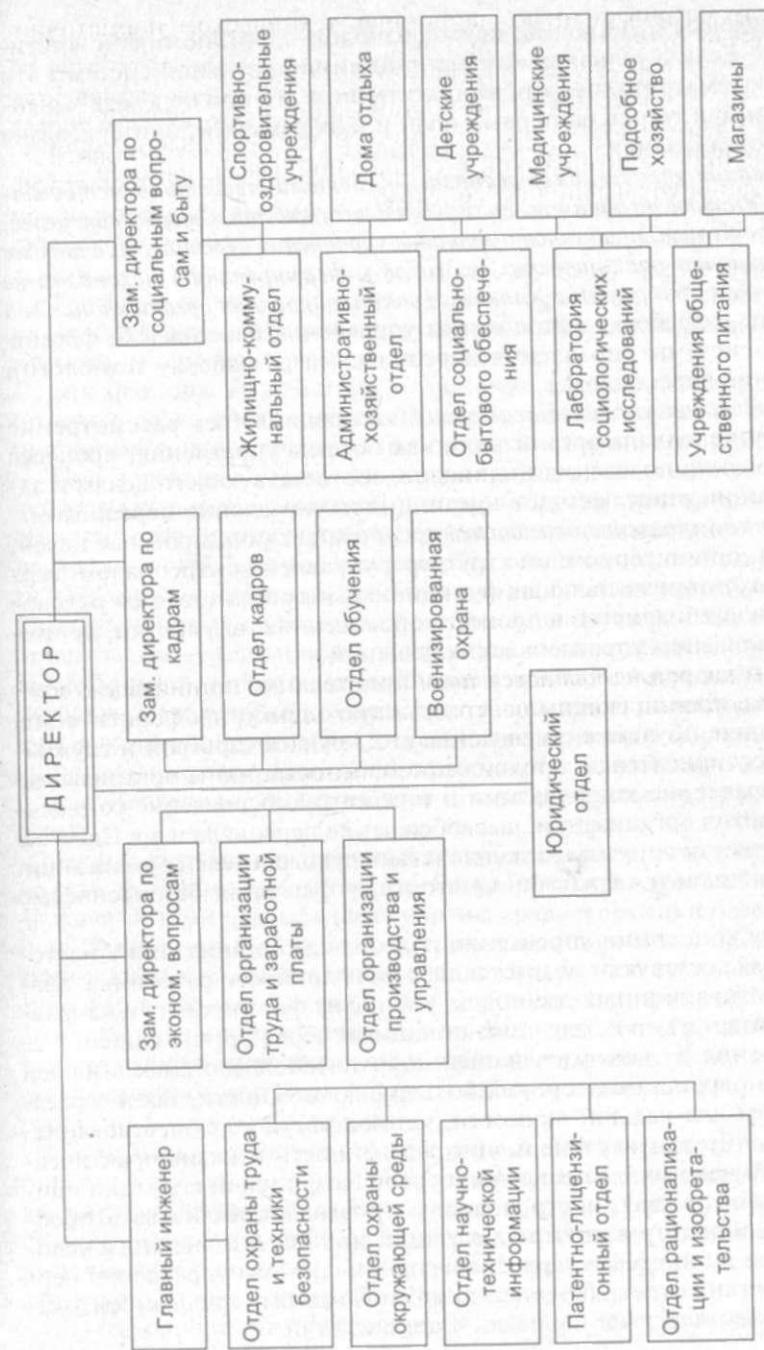 ДИРЕКТОР
Главный инженер
Зам. директора по
эконом, вопросам
Зам. директора по
кадрам
Зам. директора по
социальным вопро
сам быта
Отдел охраны труда
и техники
безопасности
Отдел охраны
окружающей среды
Отдел научно-
технической
информации
Патентно-лицензи
онный отдел
Отдел рационализа-
ции и изобрета-
тельства
Отдел организации
труда и заработной
платы
Отдел организации
производства и
управления
Отдел кадров
Отдел обучения
Военизированная
охрана
Юридический
отдел
Жилищно-комму-
нальный отдел
Административно-
хозяйственный
отдел
Отдел социально-
бытового обеспече-
ния
Лаборатория
социологических
исследований
Учреждения обще-
ственного питания
Спортивно-
оздоровительные
учреждения
Дома отдыха
Детские
учреждения
Медицинские
учреждения
Подсобное
хозяйство
Магазины